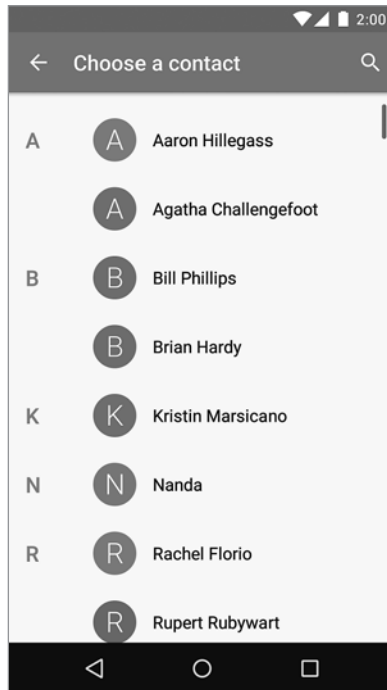 2:00
Choose a contact
A A Aaron Hillegass
A Agatha Challengefoot
B B Bill Phillips
B Brian Hardy
K K Kristin Marsicano
N N Nanda
R R Rachel Florio
R Rupert Rubywart